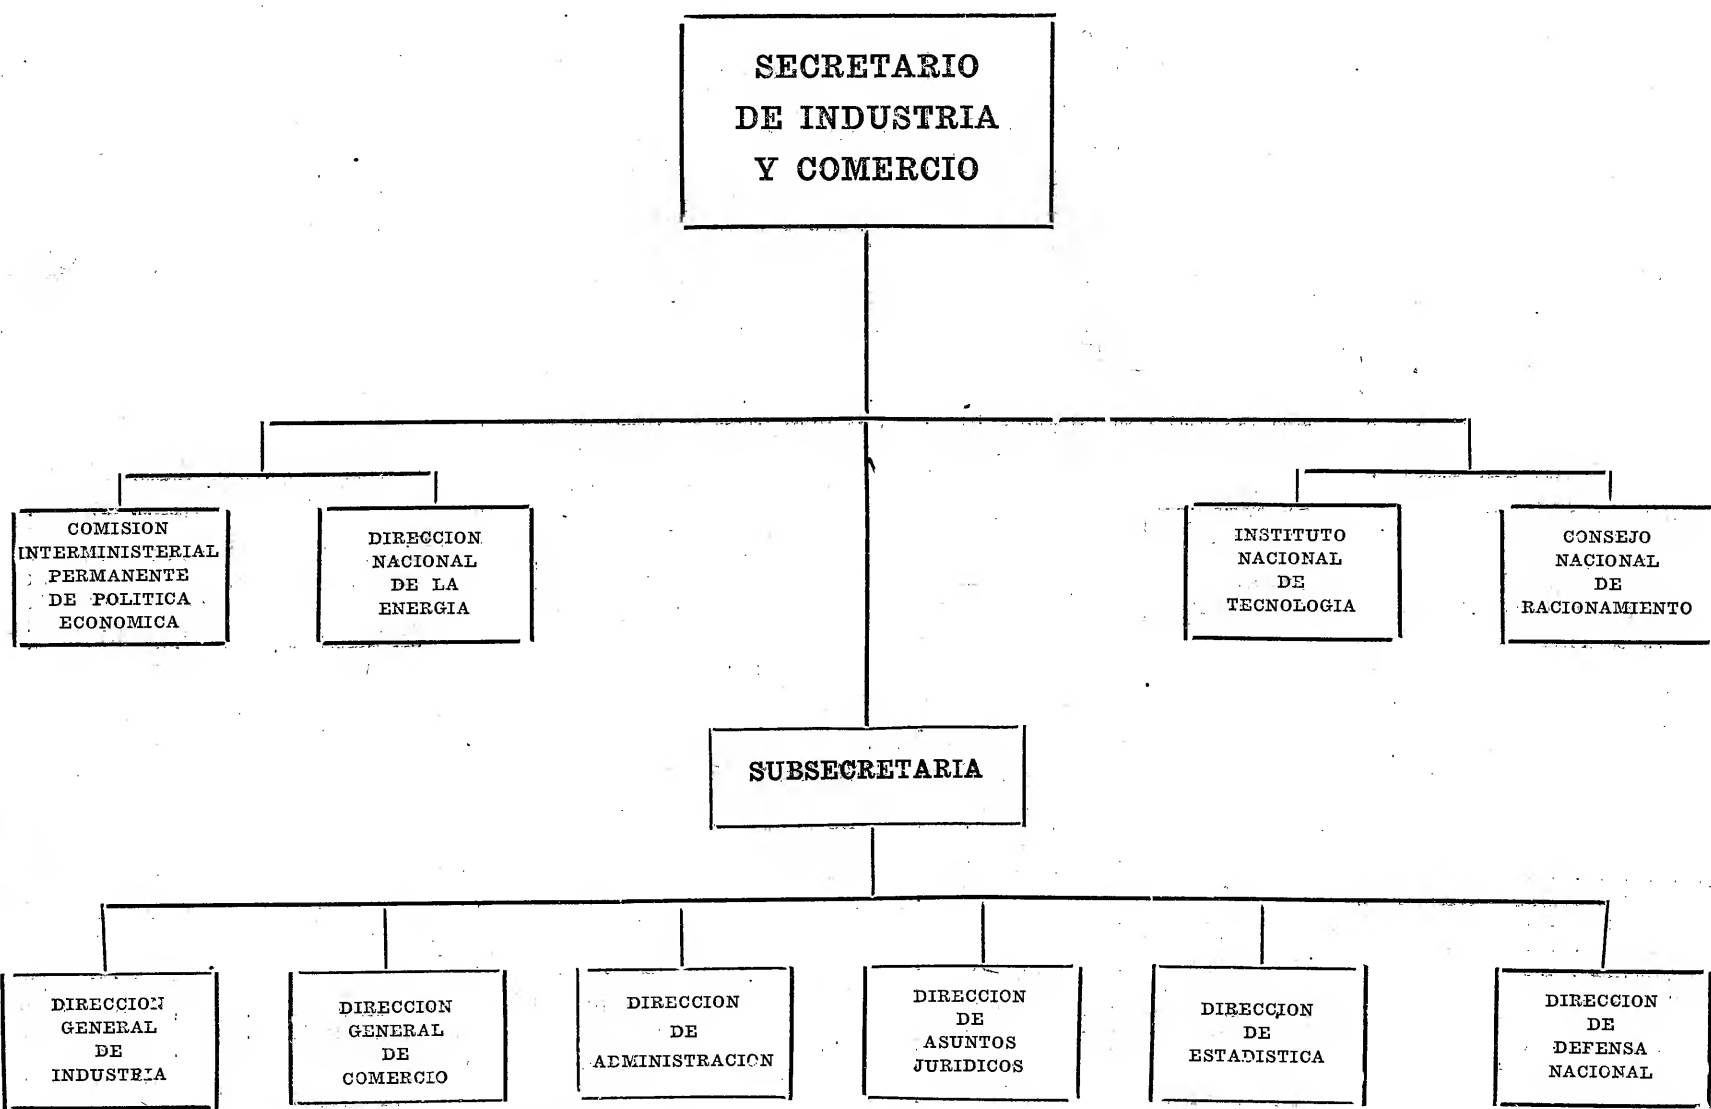 SECRETARIO
DE INDUSTRIA
Y COMERCIO
COMISION
INTERMINISTERIAL
PERMANENTE
DE POLITICA
ECONOMICA
DIRECCION
NACIONAL
DE LA
ENERGIA
INSTITUTO
NACIONAL
DE
TECNOLOGIA
CONSEJO
NACIONAL
DE
RACIONAMIENTO
SUBSECRETARIA
DIRECCION
GENERAL
DE
INDUSTRIA
DIRECCION
GENERAL
DE
COMERCIO
DIRECCION
DE
ADMINISTRACION
DIRECCION
DE
ASUNTOS
JURIDICOS
DIRECCION
DE
ESTADISTICA
DIRECCION
DE
DEFENSA
NACIONAL